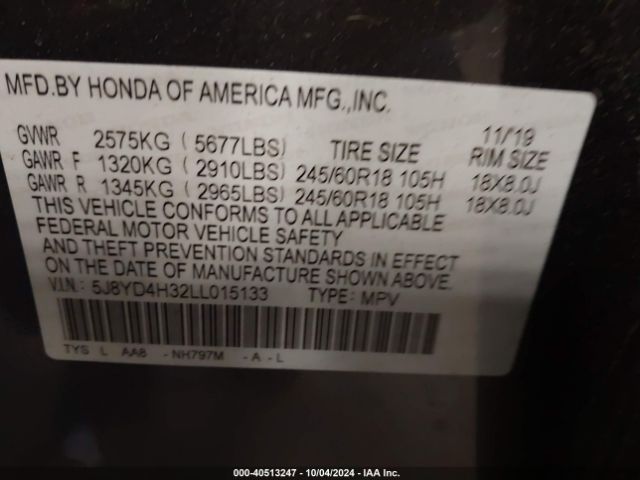 MFD.BY HONDA OF AMERICA MFG.,INC.
GVWR 2575KG ( 5677LBS) TIRE SIZE 11/'19 RIM SIZE
GAWR F 1320KG ( 2910LBS) 245/60R18 105H 18X8.0J
GAWR R 1345KG ( 2965LBS) 245/60R18 105H 18X8.0J
THIS VEHICLE CONFORMS TO ALL APPLICABLE
FEDERAL MOTOR VEHICLE SAFETY
AND THEFT PREVENTION STANDARDS IN EFFECT
ON THE DATE OF MANUFACTURE SHOWN ABOVE.
V.I.N.: 5J8YD4H32LL015133 TYPE: MPV
TYS L AA8 - NH797M - A - L
000-40513247 - 10/04/2024 - IAA Inc.